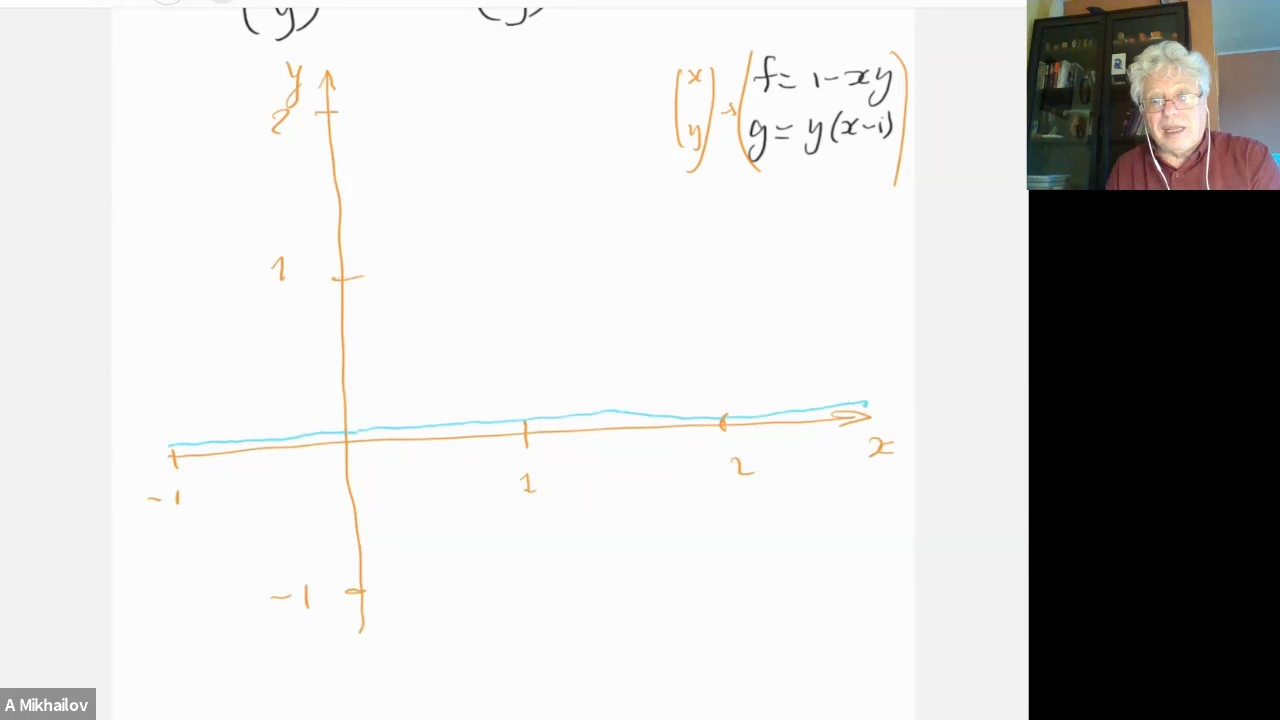 (y) (y)
y
2
(x y) → (f = 1 - xy
g = y(x-1))
1
x
-1 1 2
-1
A Mikhailov